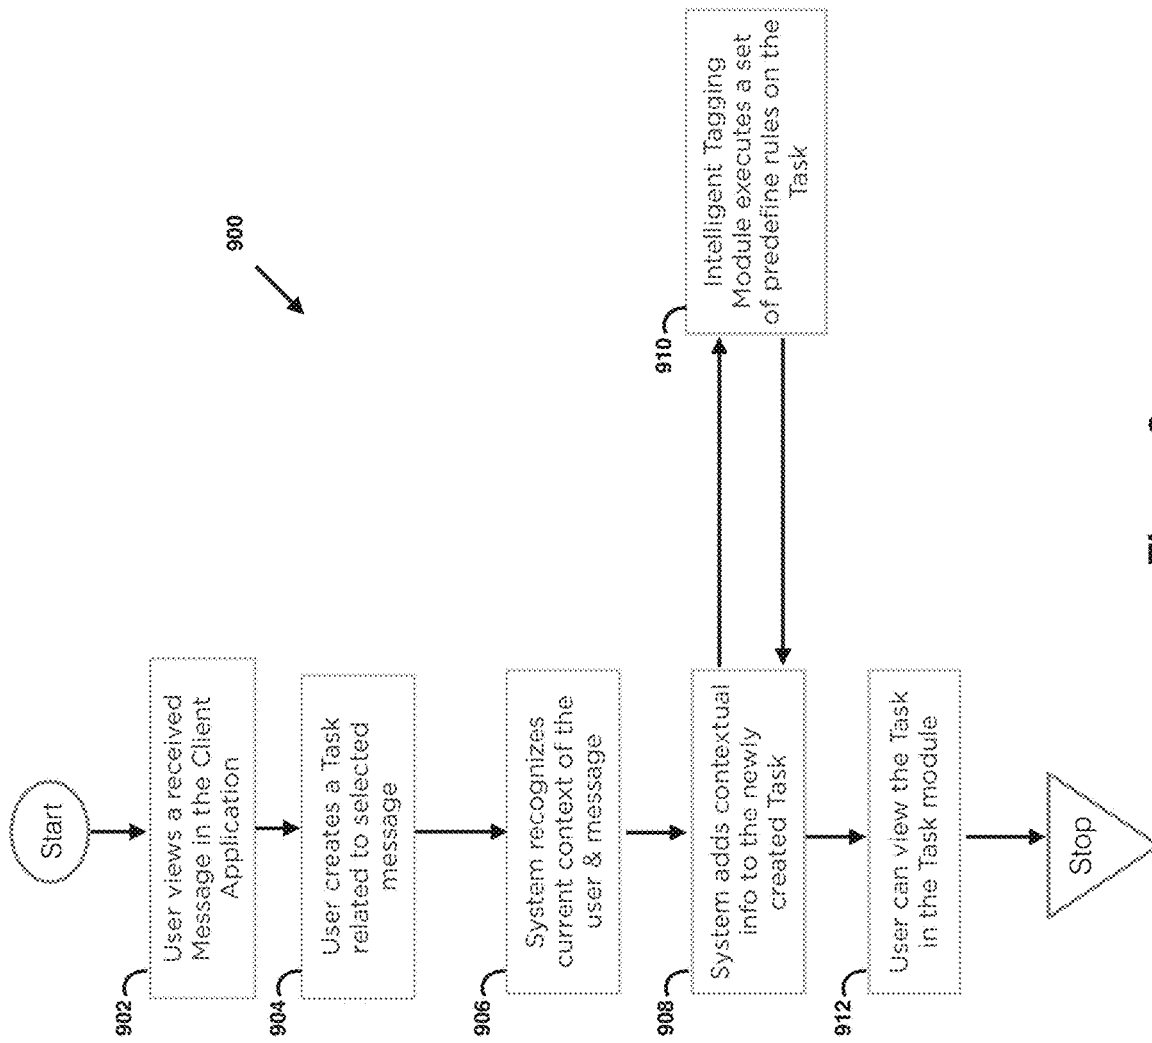 900
Start
902
User views a received
Message in the Client
Application
904
User creates a Task
related to selected
message
906
System recognizes
current context of the
user & message
908
System adds contextual
info to the newly
created Task
910
Intelligent Tagging
Module executes a set
of predefine rules on the
Task
912
User can view the Task
in the Task module
Stop